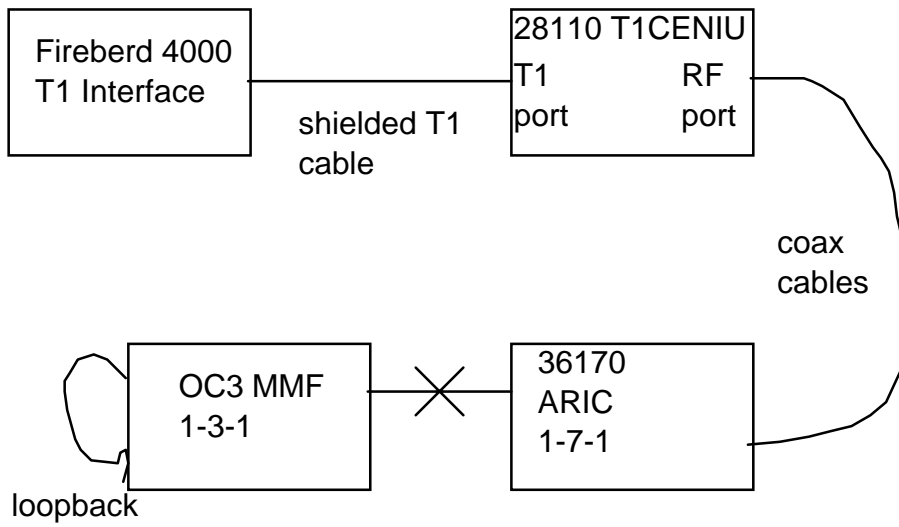 Fireberd 4000
T1 Interface
shielded T1
cable
28110 T1CENIU
T1 RF
port port
coax
cables
OC3 MMF
1-3-1
loopback
36170
ARIC
1-7-1